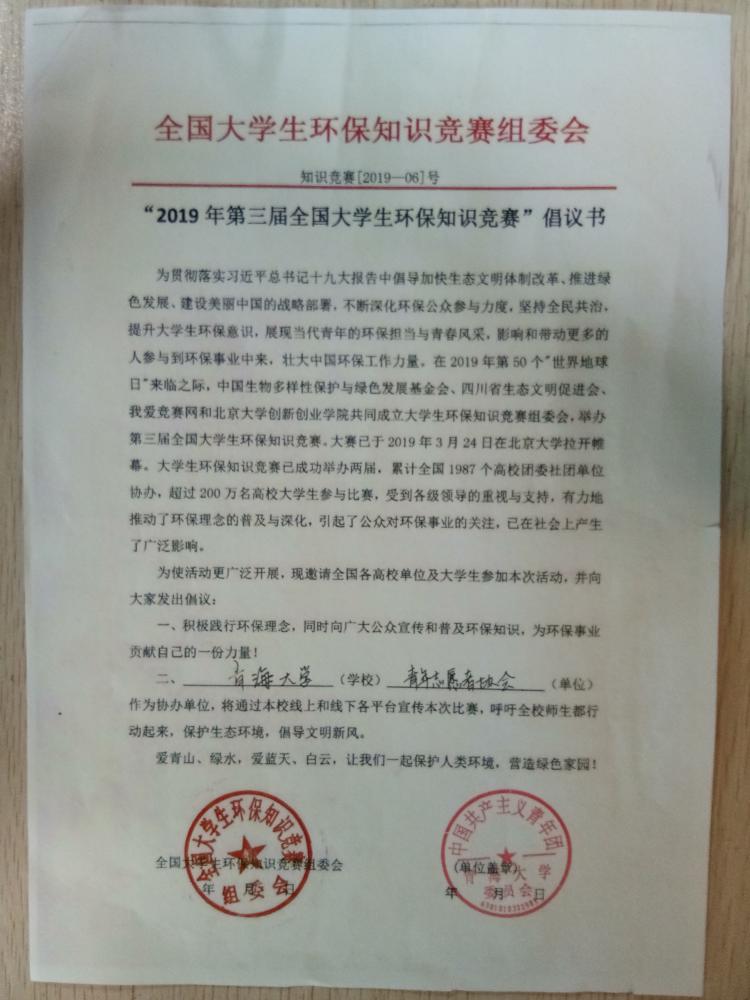 全国大学生环保知识竞赛组委会
知识竞赛[2019—06]号
“2019年第三届全国大学生环保知识竞赛”倡议书
为贯彻落实习近平总书记十九大报告中倡导加快生态文明体制改革、推进绿
色发展、建设美丽中国的战略部署，不断深化环保公众参与力度，坚持全民共治，
提升大学生环保意识，展现当代青年的环保担当与青春风采，影响和带动更多的
人参与到环保事业中来，壮大中国环保工作力量。在2019年第50个"世界地球
日"来临之际，中国生物多样性保护与绿色发展基金会、四川省生态文明促进会、
我爱竞赛网和北京大学创新创业学院共同成立大学生环保知识竞赛组委会，举办
第三届全国大学生环保知识竞赛。大赛已于2019年3月24日在北京大学拉开帷
幕。大学生环保知识竞赛已成功举办两届，累计全国1987个高校团委社团单位
协办，超过200万名高校大学生参与比赛，受到各级领导的重视与支持，有力地
推动了环保理念的普及与深化，引起了公众对环保事业的关注，已在社会上产生
了广泛影响。
为使活动更广泛开展，现邀请全国各高校单位及大学生参加本次活动，并向
大家发出倡议：
一、积极践行环保理念，同时向广大公众宣传和普及环保知识，为环保事业
贡献自己的一份力量！
二、青海大学（学校）青年志愿者协会（单位）
作为协办单位，将通过本校线上和线下各平台宣传本次比赛，呼吁全校师生都行
动起来，保护生态环境，倡导文明新风。
爱青山、绿水，爱蓝天、白云，让我们一起保护人类环境，营造绿色家园！
全国大学生环保知识竞赛组委会
年 月 日
全国大学生环保知识竞赛
组委会
（单位盖章）
年 月 日
中国共产主义青年团
青海大学
委员会